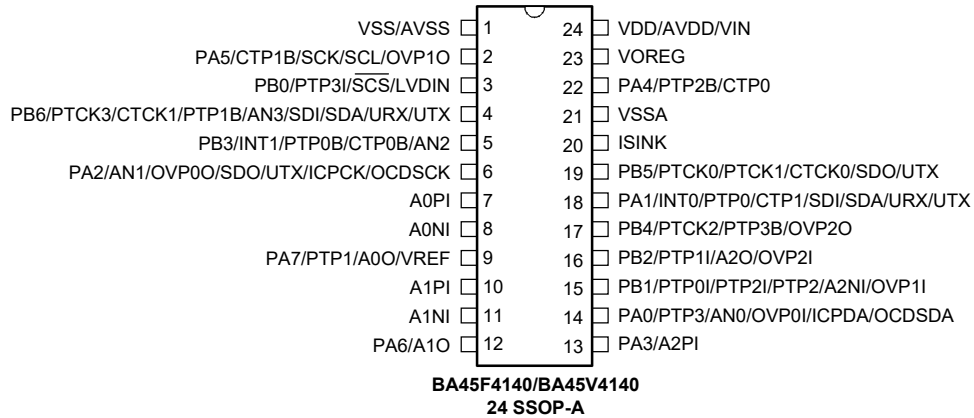 VSS/AVSS 1 24 VDD/AVDD/VIN
PA5/CTP1B/SCK/SCL/OVP1O 2 23 VOREG
PB0/PTP3I/SCS/LVDIN 3 22 PA4/PTP2B/CTP0
PB6/PTCK3/CTCK1/PTP1B/AN3/SDI/SDA/URX/UTX 4 21 VSSA
PB3/INT1/PTP0B/CTP0B/AN2 5 20 ISINK
PA2/AN1/OVP0O/SDO/UTX/ICPCK/OCDSCK 6 19 PB5/PTCK0/PTCK1/CTCK0/SDO/UTX
A0PI 7 18 PA1/INT0/PTP0/CTP1/SDI/SDA/URX/UTX
A0NI 8 17 PB4/PTCK2/PTP3B/OVP2O
PA7/PTP1/A0O/VREF 9 16 PB2/PTP1I/A2O/OVP2I
A1PI 10 15 PB1/PTP0I/PTP2I/PTP2/A2NI/OVP1I
A1NI 11 14 PA0/PTP3/AN0/OVP0I/ICPDA/OCDSDA
PA6/A1O 12 13 PA3/A2PI
BA45F4140/BA45V4140
24 SSOP-A